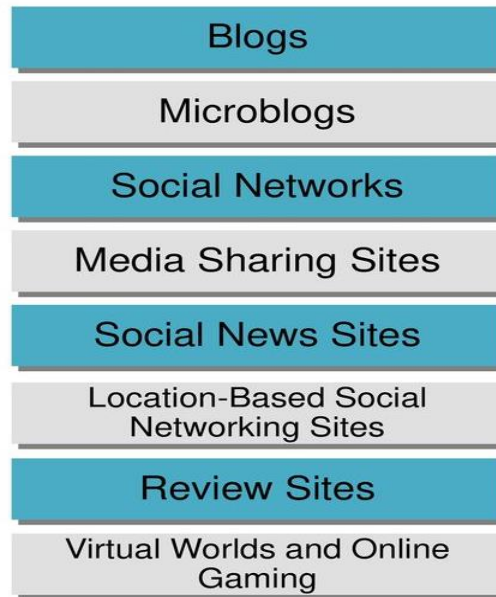 Blogs
Microblogs
Social Networks
Media Sharing Sites
Social News Sites
Location-Based Social
Networking Sites
Review Sites
Virtual Worlds and Online
Gaming